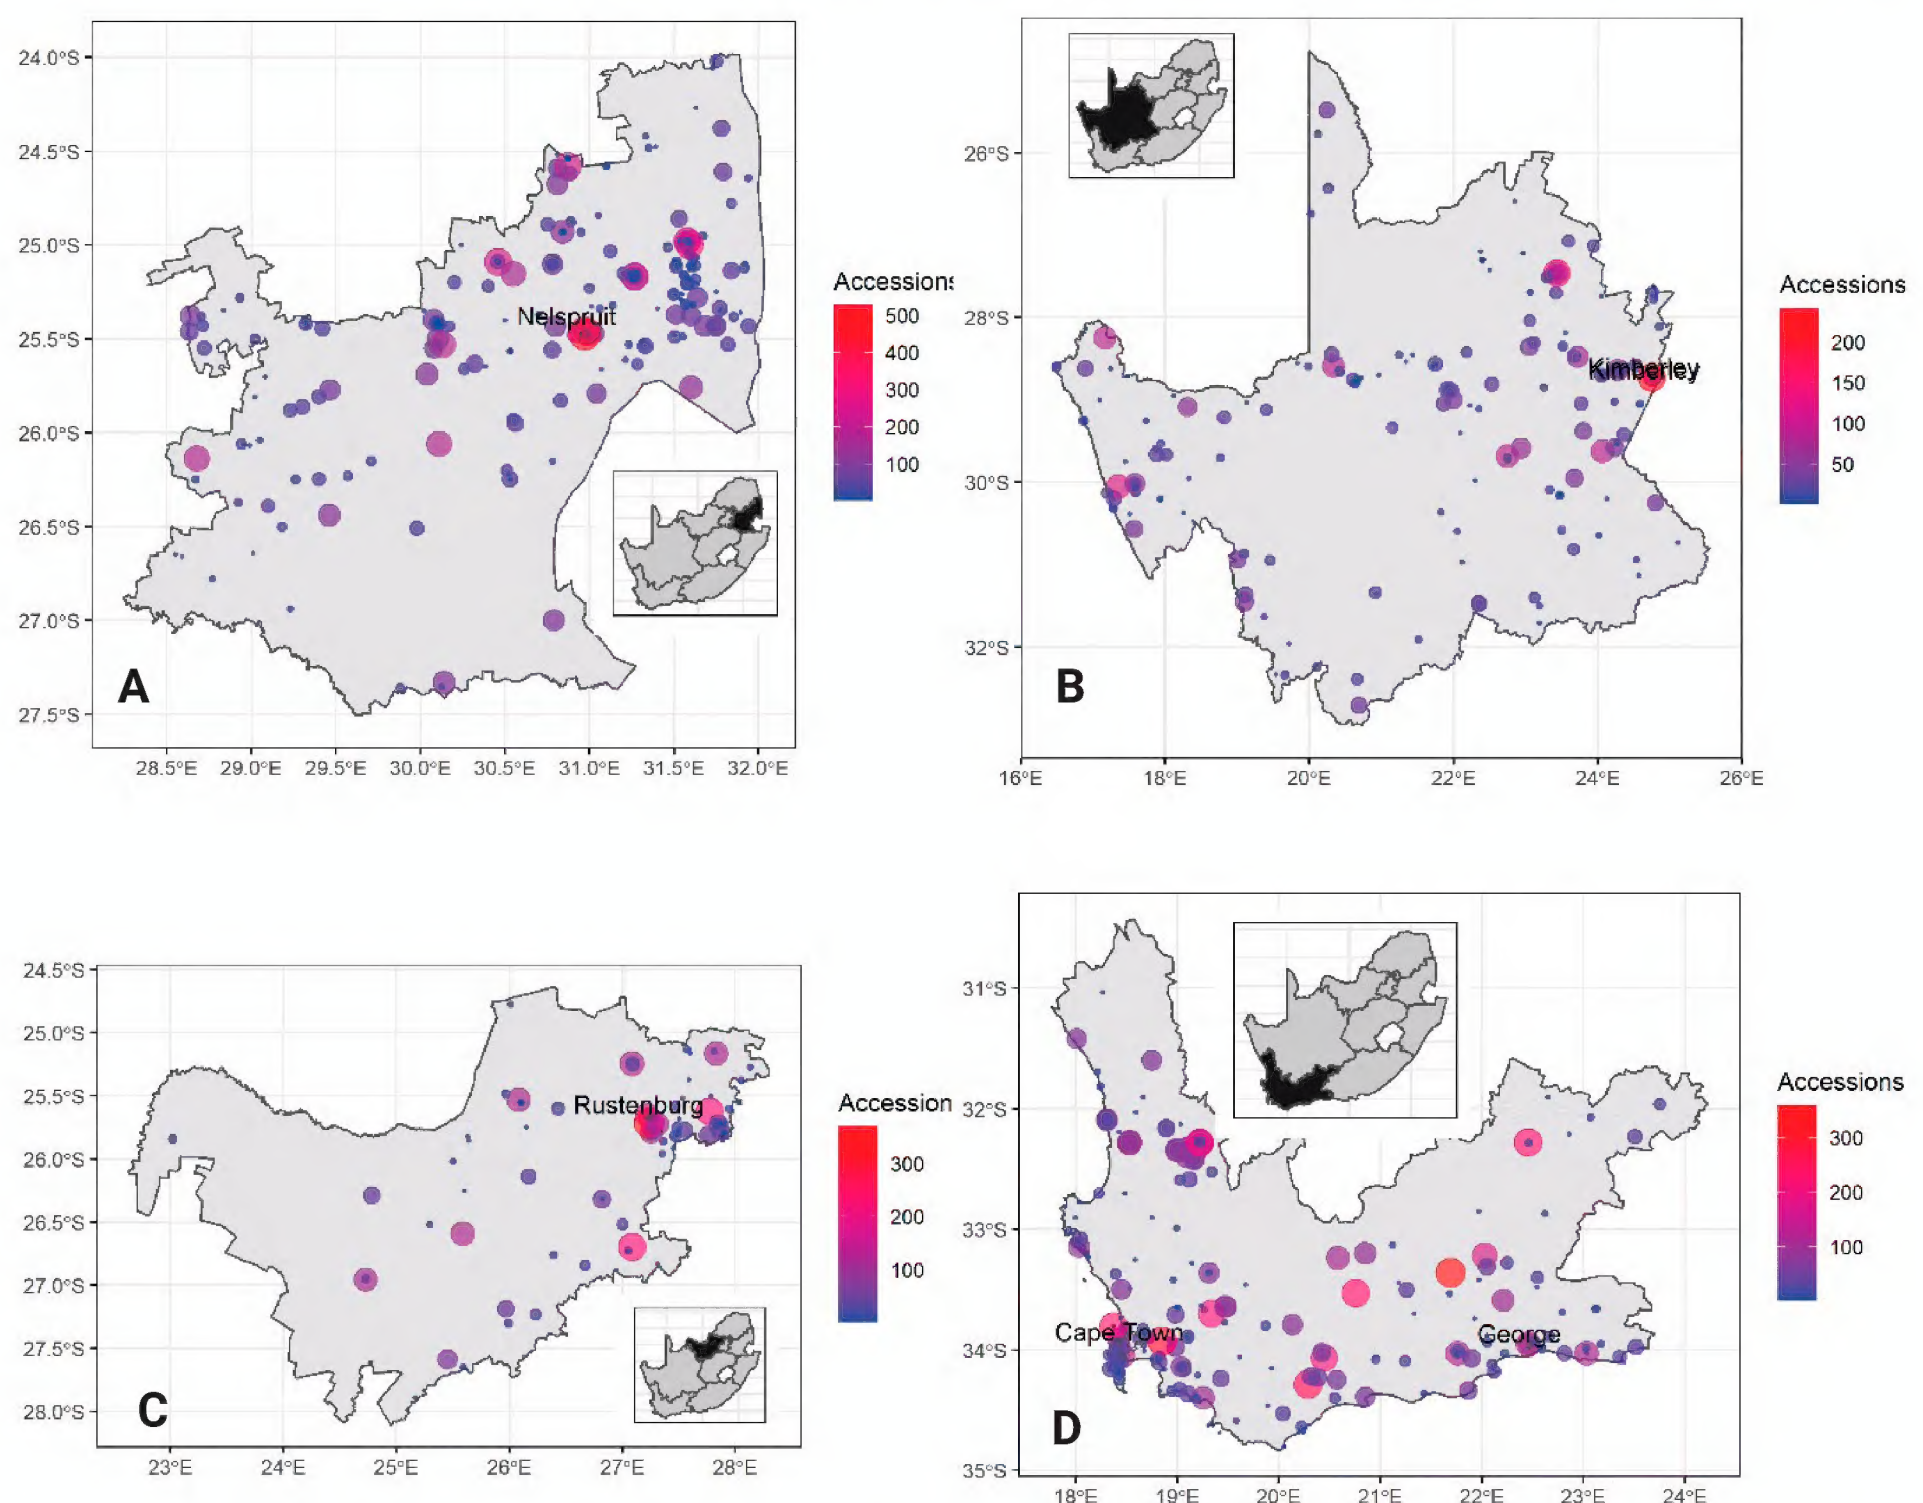 24.0°S
24.5°S
25.0°S
25.5°S
26.0°S
26.5°S
27.0°S
27.5°S
28.5°E 29.0°E 29.5°E 30.0°E 30.5°E 31.0°E 31.5°E 32.0°E
Nelspruit
A
Accessions
500
400
300
200
100
26°S
28°S
30°S
32°S
16°E 18°E 20°E 22°E 24°E 26°E
Kimberley
B
Accessions
200
150
100
50
24.5°S
25.0°S
25.5°S
26.0°S
26.5°S
27.0°S
27.5°S
28.0°S
23°E 24°E 25°E 26°E 27°E 28°E
Rustenburg
C
Accession
300
200
100
31°S
32°S
33°S
34°S
35°S
18°E 19°E 20°E 21°E 22°E 23°E 24°E
Cape Town
George
D
Accessions
300
200
100